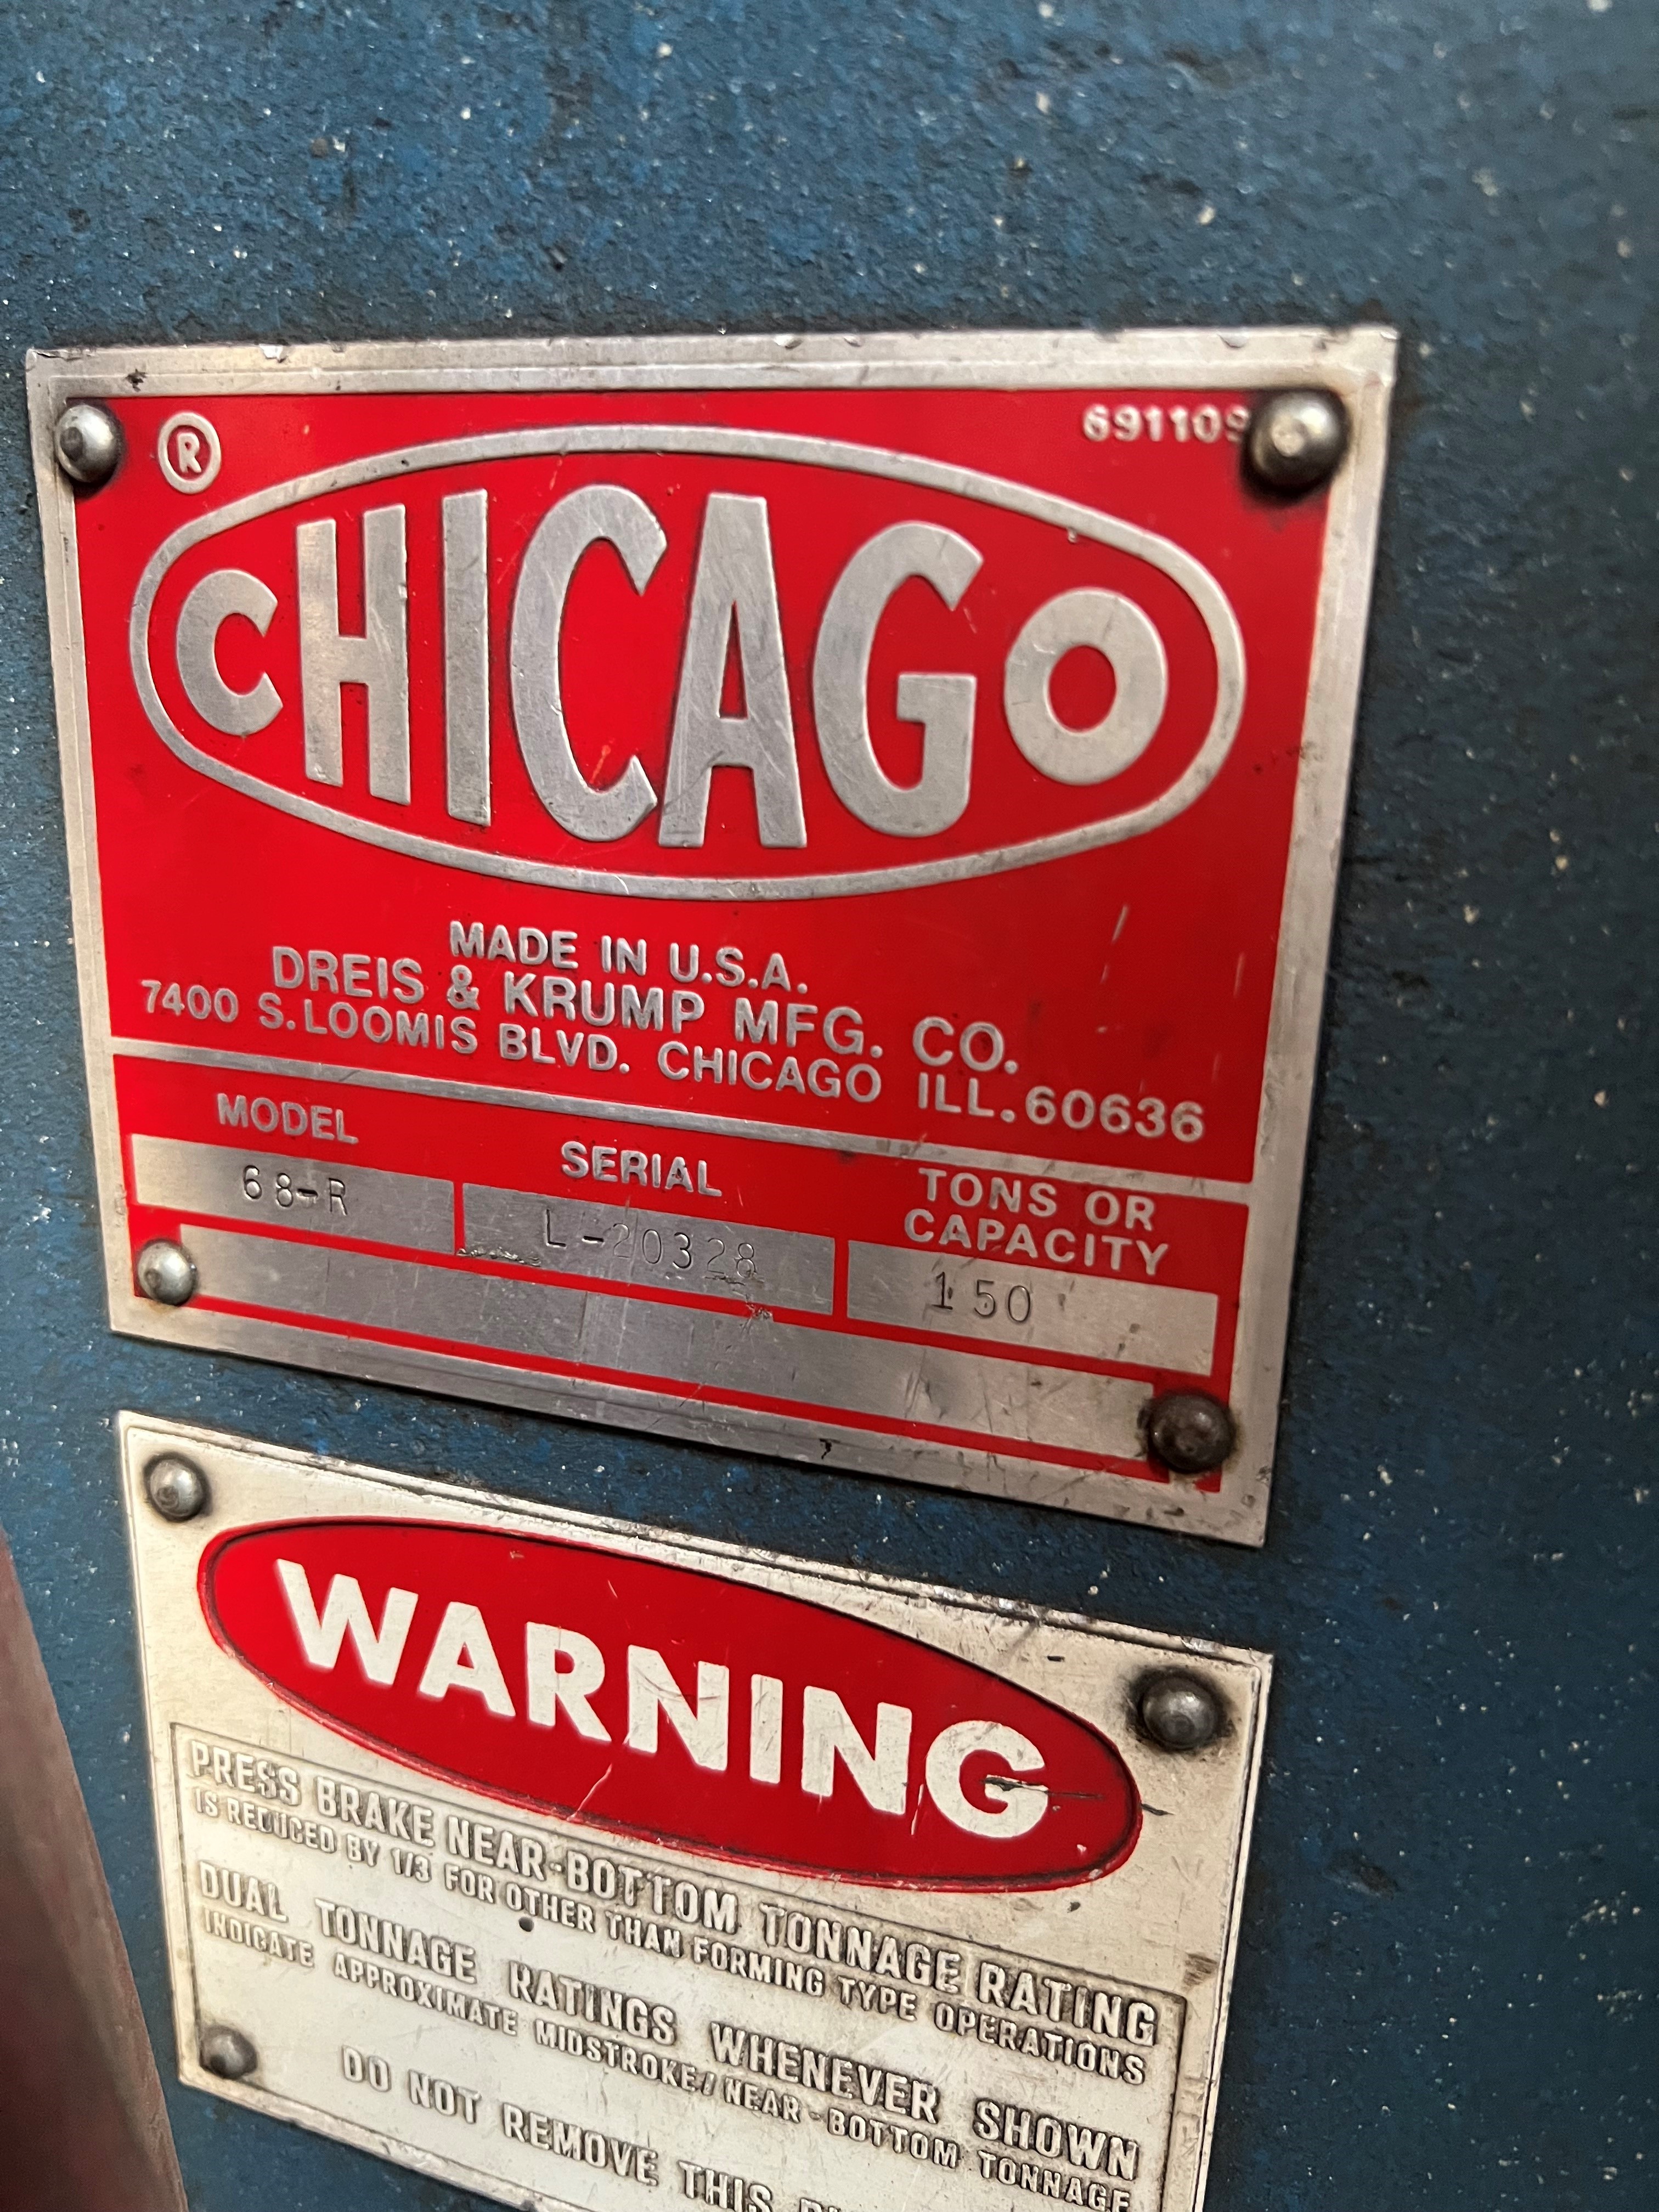 ®
691109
CHICAGO
MADE IN U.S.A.
DREIS & KRUMP MFG. CO.
7400 S. LOOMIS BLVD. CHICAGO ILL. 60636
MODEL SERIAL TONS OR CAPACITY
68-R L-20328 150
WARNING
PRESS BRAKE NEAR-BOTTOM TONNAGE RATING
IS REDUCED BY 1/3 FOR OTHER THAN FORMING TYPE OPERATIONS
DUAL TONNAGE RATINGS WHENEVER SHOWN
INDICATE APPROXIMATE MIDSTROKE/NEAR-BOTTOM TONNAGE
DO NOT REMOVE THIS